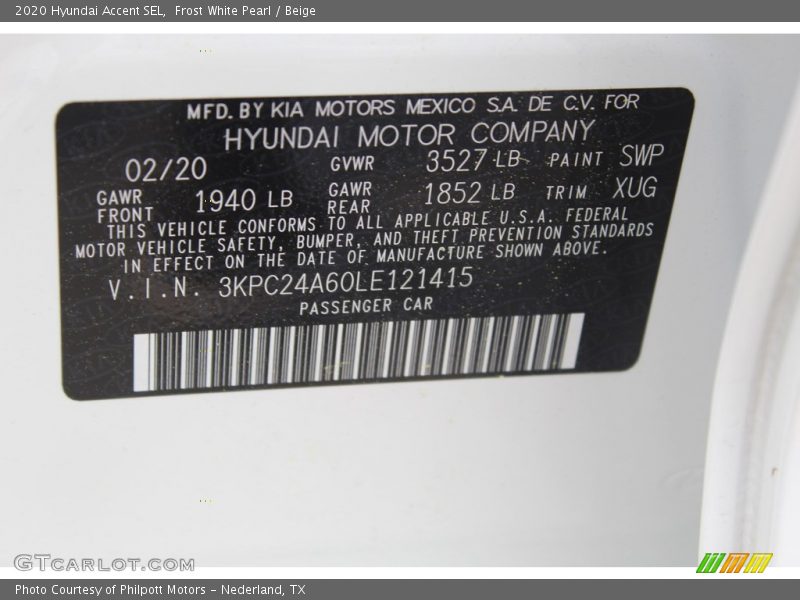 2020 Hyundai Accent SEL,  Frost White Pearl / Beige
MFD. BY KIA MOTORS MEXICO S.A. DE C.V. FOR
HYUNDAI MOTOR COMPANY
02/20 GVWR 3527 LB PAINT SWP
GAWR FRONT 1940 LB GAWR REAR 1852 LB TRIM XUG
THIS VEHICLE CONFORMS TO ALL APPLICABLE U.S.A. FEDERAL
MOTOR VEHICLE SAFETY, BUMPER, AND THEFT PREVENTION STANDARDS
IN EFFECT ON THE DATE OF MANUFACTURE SHOWN ABOVE.
V.I.N. 3KPC24A60LE121415
PASSENGER CAR
GTCARLOT.COM
Photo Courtesy of Philpott Motors - Nederland, TX